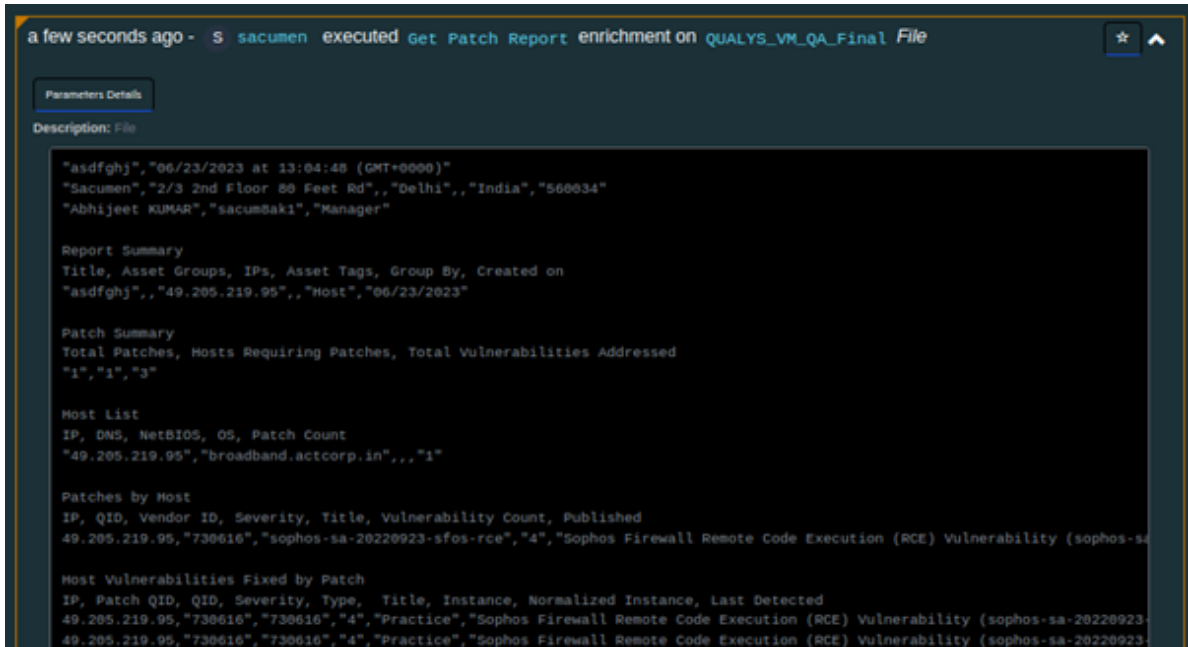 a few seconds ago - S sacumen executed Get Patch Report enrichment on QUALYS_VM_QA_Final File
Parameters Details
Description: File
"asdfghj","06/23/2023 at 13:04:48 (GMT+0000)"
"Sacumen","2/3 2nd Floor 80 Feet Rd",,"Delhi",,"India","560034"
"Abhijeet KUMAR","sacum8ak1","Manager"
Report Summary
Title, Asset Groups, IPs, Asset Tags, Group By, Created on
"asdfghj",,"49.205.219.95",,"Host","06/23/2023"
Patch Summary
Total Patches, Hosts Requiring Patches, Total Vulnerabilities Addressed
"1","1","3"
Host List
IP, DNS, NetBIOS, OS, Patch Count
"49.205.219.95","broadband.actcorp.in",,,"1"
Patches by Host
IP, QID, Vendor ID, Severity, Title, Vulnerability Count, Published
49.205.219.95,"730616","sophos-sa-20220923-sfos-rce","4","Sophos Firewall Remote Code Execution (RCE) Vulnerability (sophos-sa
Host Vulnerabilities Fixed by Patch
IP, Patch QID, QID, Severity, Type,  Title, Instance, Normalized Instance, Last Detected
49.205.219.95,"730616","730616","4","Practice","Sophos Firewall Remote Code Execution (RCE) Vulnerability (sophos-sa-20220923-
49.205.219.95,"730616","730616","4","Practice","Sophos Firewall Remote Code Execution (RCE) Vulnerability (sophos-sa-20220923-